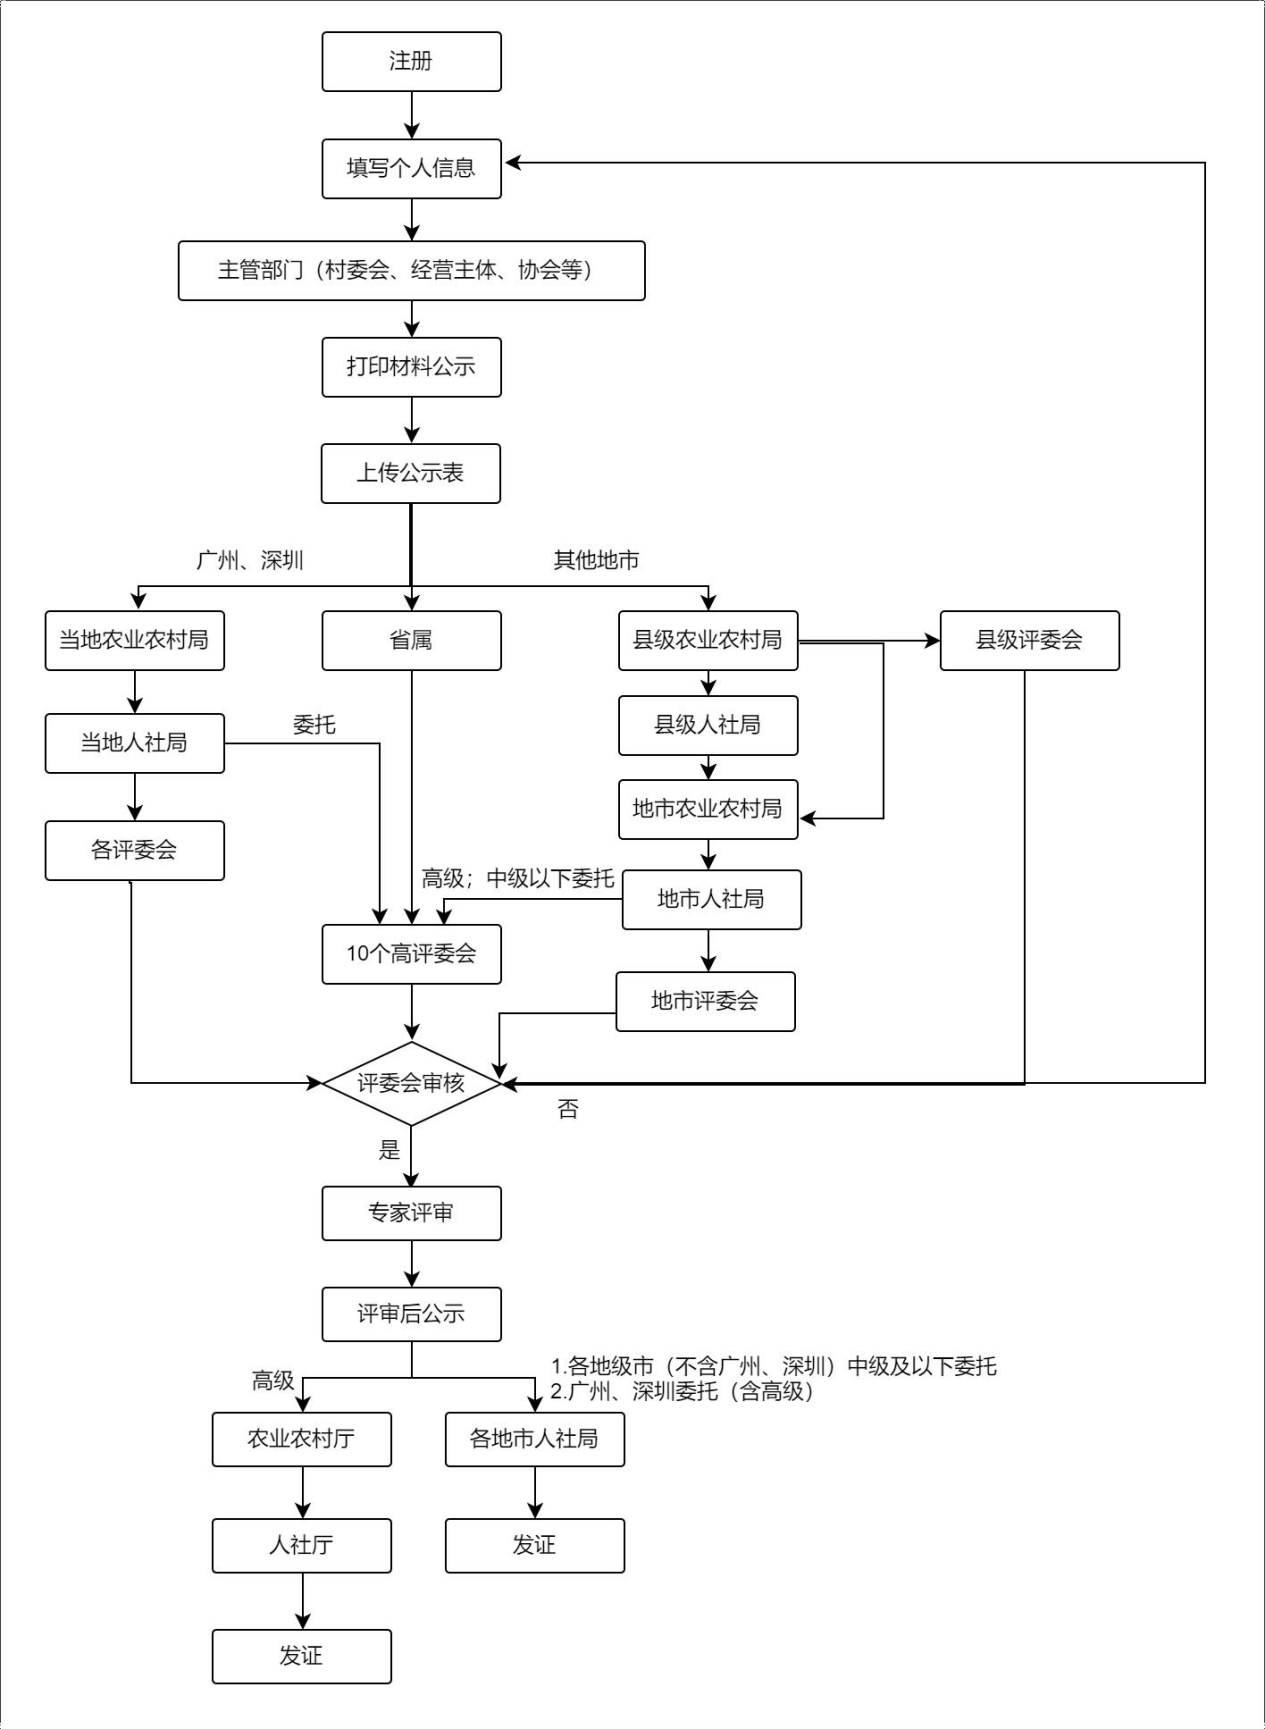 注册
填写个人信息
主管部门（村委会、经营主体、协会等）
打印材料公示
上传公示表
广州、深圳
其他地市
当地农业农村局
省属
县级农业农村局
县级评委会
当地人社局
委托
县级人社局
地市农业农村局
各评委会
高级；中级以下委托
地市人社局
10个高评委会
地市评委会
评委会审核
否
是
专家评审
评审后公示
高级
1.各地级市（不含广州、深圳）中级及以下委托
2.广州、深圳委托（含高级）
农业农村厅
各地市人社局
人社厅
发证
发证